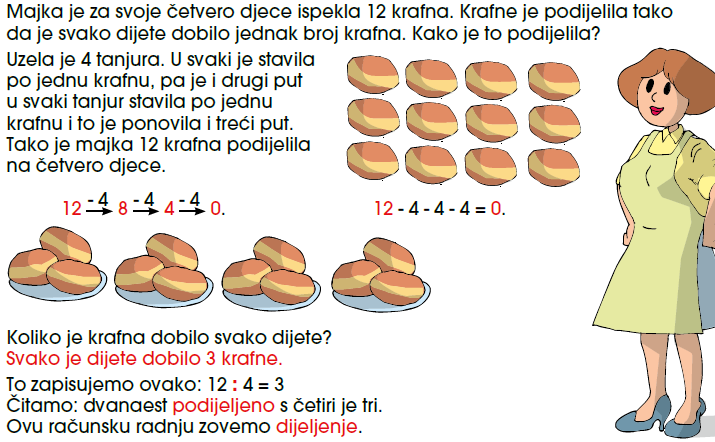 Majka je za svoje četvero djece ispekla 12 krafna. Krafne je podijelila tako
da je svako dijete dobilo jednak broj krafna. Kako je to podijelila?
Uzela je 4 tanjura. U svaki je stavila
po jednu krafnu, pa je i drugi put
u svaki tanjur stavila po jednu
krafnu i to je ponovila i treći put.
Tako je majka 12 krafna podijelila
na četvero djece.
- 4 - 4 - 4
12 → 8 → 4 → 0.
12 - 4 - 4 - 4 = 0.
Koliko je krafna dobilo svako dijete?
Svako je dijete dobilo 3 krafne.
To zapisujemo ovako: 12 : 4 = 3
Čitamo: dvanaest podijeljeno s četiri je tri.
Ovu računsku radnju zovemo dijeljenje.